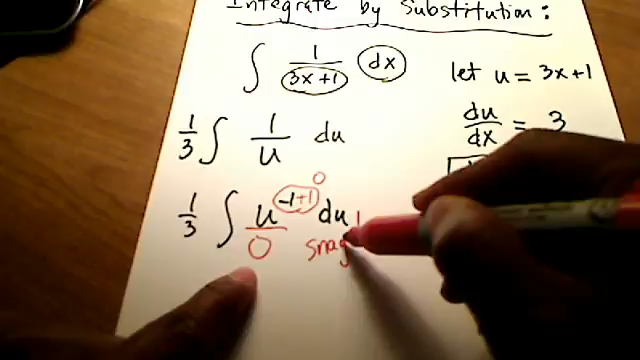 Integrate by Substitution:
∫ 1/(3x+1) dx
let u = 3x+1
1/3 ∫ 1/u du
du/dx = 3
0
1/3 ∫ u^(-1+1)/0 du
snag